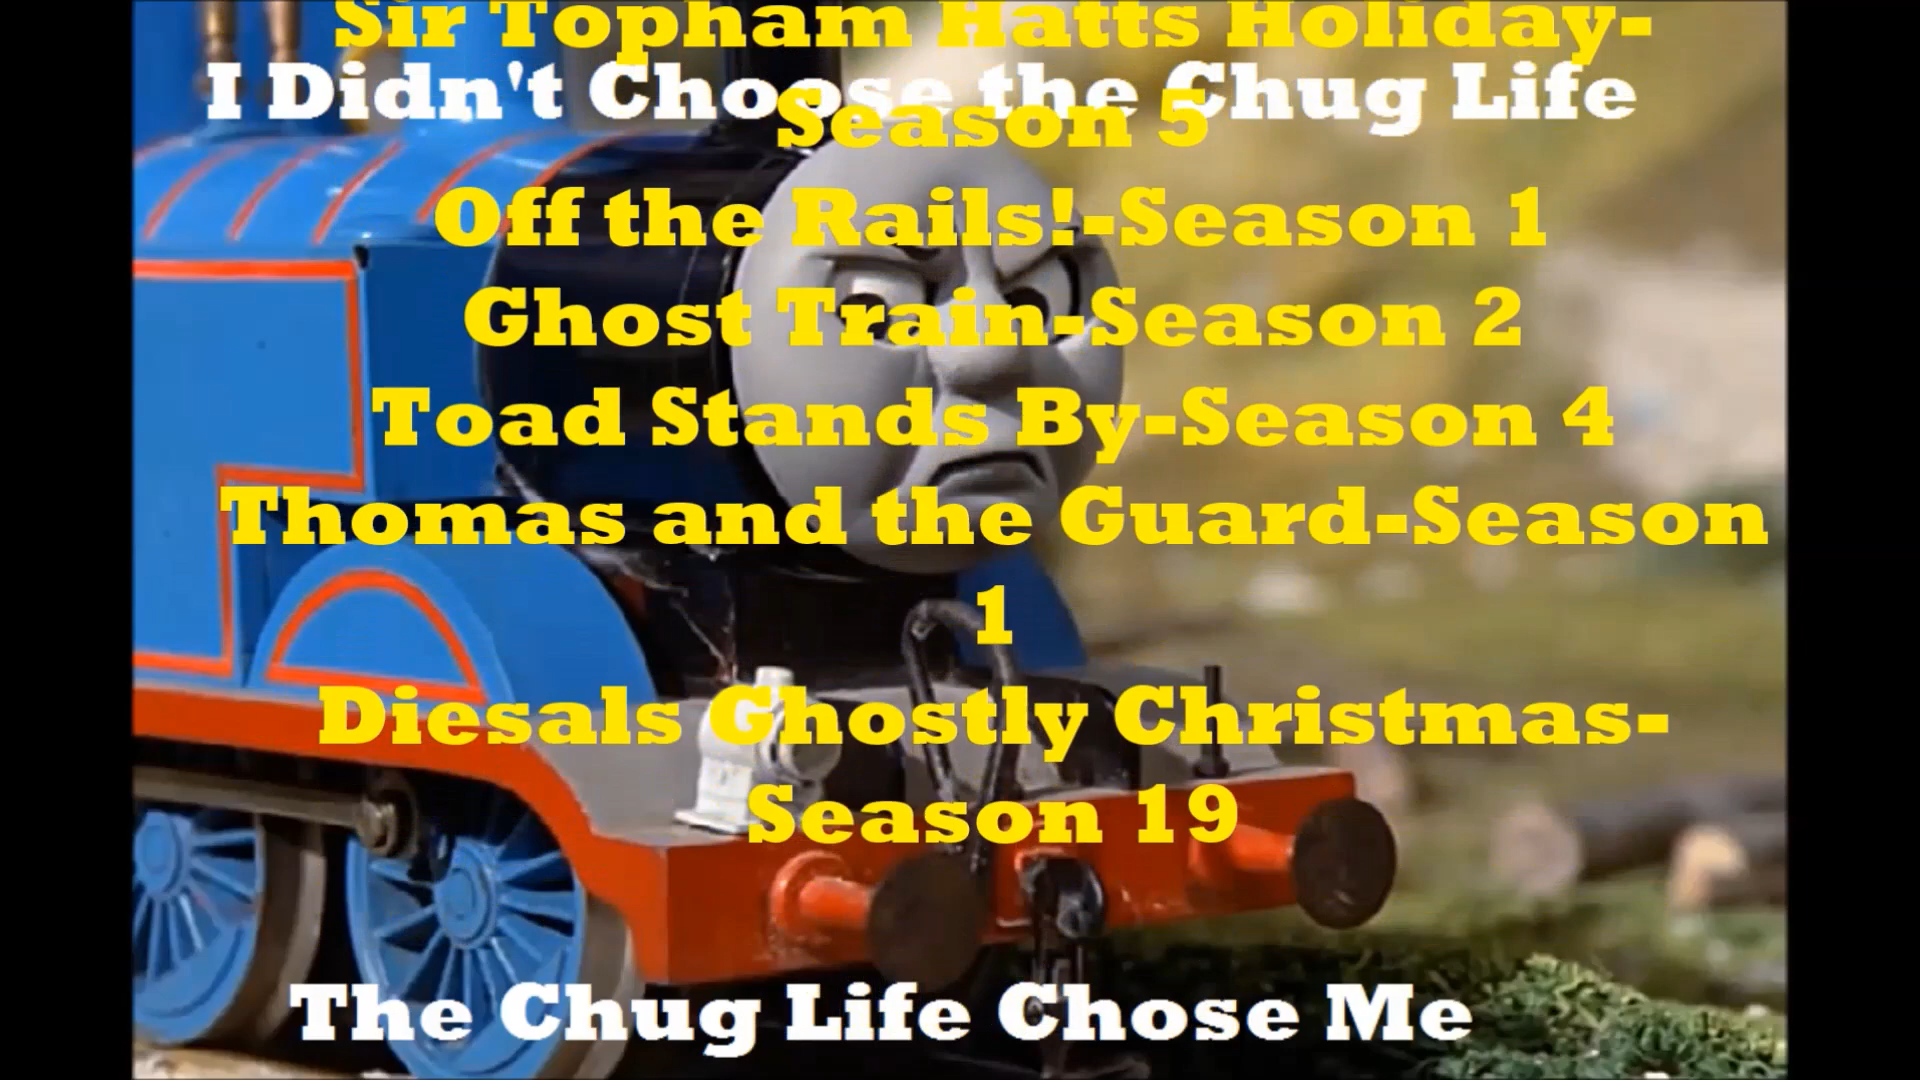 Sir Topham Hatts Holiday-
I Didn't Choose the Chug Life
Season 5
Off the Rails!-Season 1
Ghost Train-Season 2
Toad Stands By-Season 4
Thomas and the Guard-Season
1
Diesals Ghostly Christmas-
Season 19
The Chug Life Chose Me